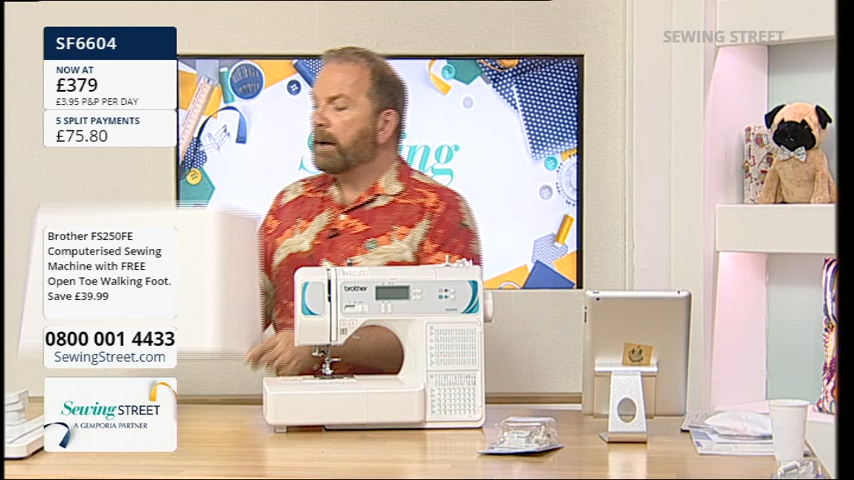 SF6604
NOW AT
£379
£3.95 P&P PER DAY
5 SPLIT PAYMENTS
£75.80
Brother FS250FE
Computerised Sewing
Machine with FREE
Open Toe Walking Foot.
Save £39.99
0800 001 4433
SewingStreet.com
Sewing STREET
A GEMPORIA PARTNER
SEWING STREET
brother